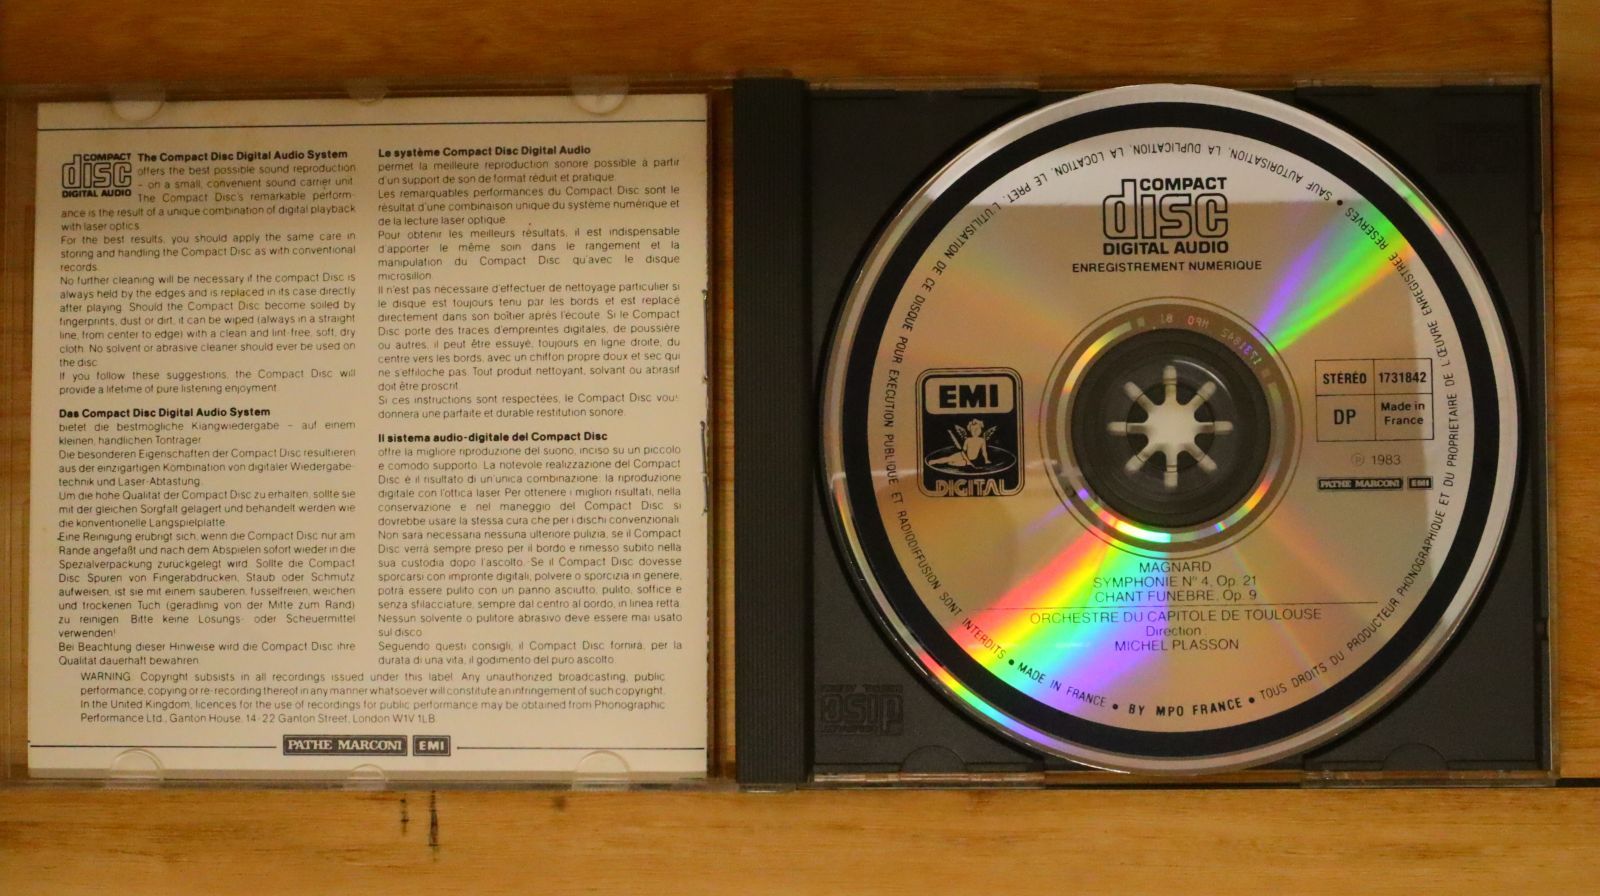 COMPACT
disc
DIGITAL AUDIO
The Compact Disc Digital Audio System
offers the best possible sound reproduction
– on a small, convenient sound carrier unit.
The Compact Disc's remarkable perform-
ance is the result of a unique combination of digital playback
with laser optics.
For the best results, you should apply the same care in
storing and handling the Compact Disc as with conventional
records.
No further cleaning will be necessary if the compact Disc is
always held by the edges and is replaced in its case directly
after playing. Should the Compact Disc become soiled by
fingerprints, dust or dirt, it can be wiped (always in a straight
line, from center to edge) with a clean and lint-free, soft, dry
cloth. No solvent or abrasive cleaner should ever be used on
the disc.
If you follow these suggestions, the Compact Disc will
provide a lifetime of pure listening enjoyment.
Das Compact Disc Digital Audio System
bietet die bestmögliche Klangwiedergabe – auf einem
kleinen, handlichen Tonträger.
Die besonderen Eigenschaften der Compact Disc resultieren
aus der einzigartigen Kombination von digitaler Wiedergabe-
technik und Laser-Abtastung.
Um die hohe Qualität der Compact Disc zu erhalten, sollte sie
mit der gleichen Sorgfalt gelagert und behandelt werden wie
die konventionelle Langspielplatte.
Eine Reinigung erübrigt sich, wenn die Compact Disc nur am
Rande angefaßt und nach dem Abspielen sofort wieder in die
Spezialverpackung zurückgelegt wird. Sollte die Compact
Disc Spuren von Fingerabdrücken, Staub oder Schmutz
aufweisen, ist sie mit einem sauberen, fusselfreien, weichen
und trockenen Tuch (geradlinig von der Mitte zum Rand)
zu reinigen. Bitte keine Lösungs- oder Scheuermittel
verwenden!
Bei Beachtung dieser Hinweise wird die Compact Disc ihre
Qualität dauerhaft bewahren.
Le système Compact Disc Digital Audio
permet la meilleure reproduction sonore possible à partir
d'un support de son de format réduit et pratique.
Les remarquables performances du Compact Disc sont le
résultat d'une combinaison unique du système numérique et
de la lecture laser optique.
Pour obtenir les meilleurs résultats, il est indispensable
d'apporter le même soin dans le rangement et la
manipulation du Compact Disc qu'avec le disque
microsillon.
Il n'est pas nécessaire d'effectuer de nettoyage particulier si
le disque est toujours tenu par les bords et est replacé
directement dans son boîtier après l'écoute. Si le Compact
Disc porte des traces d'empreintes digitales, de poussière
ou autres, il peut être essuyé, toujours en ligne droite, du
centre vers les bords, avec un chiffon propre doux et sec qui
ne s'effiloche pas. Tout produit nettoyant, solvant ou abrasif
doit être proscrit.
Si ces instructions sont respectées, le Compact Disc vous
donnera une parfaite et durable restitution sonore.
Il sistema audio-digitale del Compact Disc
offre la migliore riproduzione del suono, inciso su un piccolo
e comodo supporto. La notevole realizzazione del Compact
Disc è il risultato di un'unica combinazione: la riproduzione
digitale con l'ottica laser. Per ottenere i migliori risultati, nella
conservazione e nel maneggio del Compact Disc, si
dovrebbe usare la stessa cura che per i dischi convenzionali.
Non sarà necessaria nessuna ulteriore pulizia, se il Compact
Disc verrà sempre preso per il bordo e rimesso subito nella
sua custodia dopo l'ascolto. Se il Compact Disc dovesse
sporcarsi con impronte digitali, polvere o sporcizia in genere,
potrà essere pulito con un panno asciutto, pulito, soffice e
senza sfilacciature, sempre dal centro al bordo, in linea retta.
Nessun solvente o pulitore abrasivo deve essere mai usato
sul disco.
Seguendo questi consigli, il Compact Disc fornirà, per la
durata di una vita, il godimento del puro ascolto.
WARNING: Copyright subsists in all recordings issued under this label. Any unauthorized broadcasting, public
performance, copying or re-recording thereof in any manner whatsoever will constitute an infringement of such copyright.
In the United Kingdom, licences for the use of recordings for public performance may be obtained from Phonographic
Performance Ltd., Ganton House, 14-22 Ganton Street, London W1V 1LB.
PATHE MARCONI EMI
COMPACT
disc
DIGITAL AUDIO
ENREGISTREMENT NUMERIQUE
1731842 MPO
EMI
DIGITAL
STÉRÉO 1731842
DP Made in
France
℗ 1983
PATHE MARCONI EMI
MAGNARD
SYMPHONIE N° 4, Op. 21
CHANT FUNEBRE, Op. 9
ORCHESTRE DU CAPITOLE DE TOULOUSE
Direction :
MICHEL PLASSON
TOUS DROITS DU PRODUCTEUR PHONOGRAPHIQUE ET DU PROPRIETAIRE DE L'ŒUVRE ENREGISTREE RESERVES • SAUF AUTORISATION, LA DUPLICATION, LA LOCATION, LE PRET, L'UTILISATION DE CE DISQUE POUR EXECUTION PUBLIQUE ET RADIODIFFUSION SONT INTERDITS • MADE IN FRANCE • BY MPO FRANCE •
COMPACT
disc